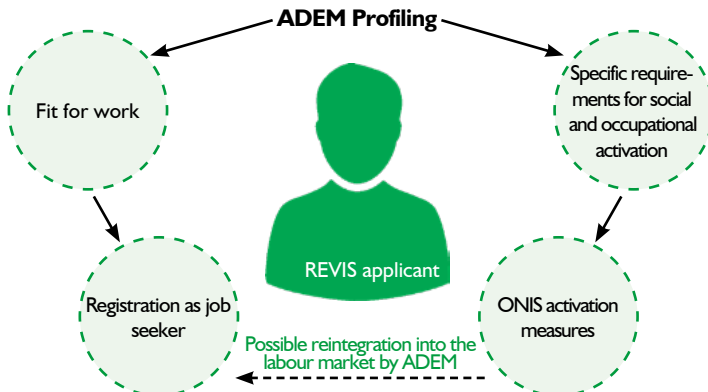 ADEM Profiling
Fit for work
Specific require-
ments for social
and occupational
activation
REVIS applicant
Registration as job
seeker
ONIS activation
measures
Possible reintegration into the
labour market by ADEM